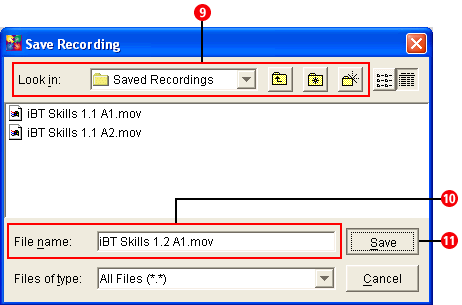 9
Save Recording
Look in: Saved Recordings
iBT Skills 1.1 A1.mov
iBT Skills 1.1 A2.mov
10
File name: iBT Skills 1.2 A1.mov Save
11
Files of type: All Files (*.*) Cancel